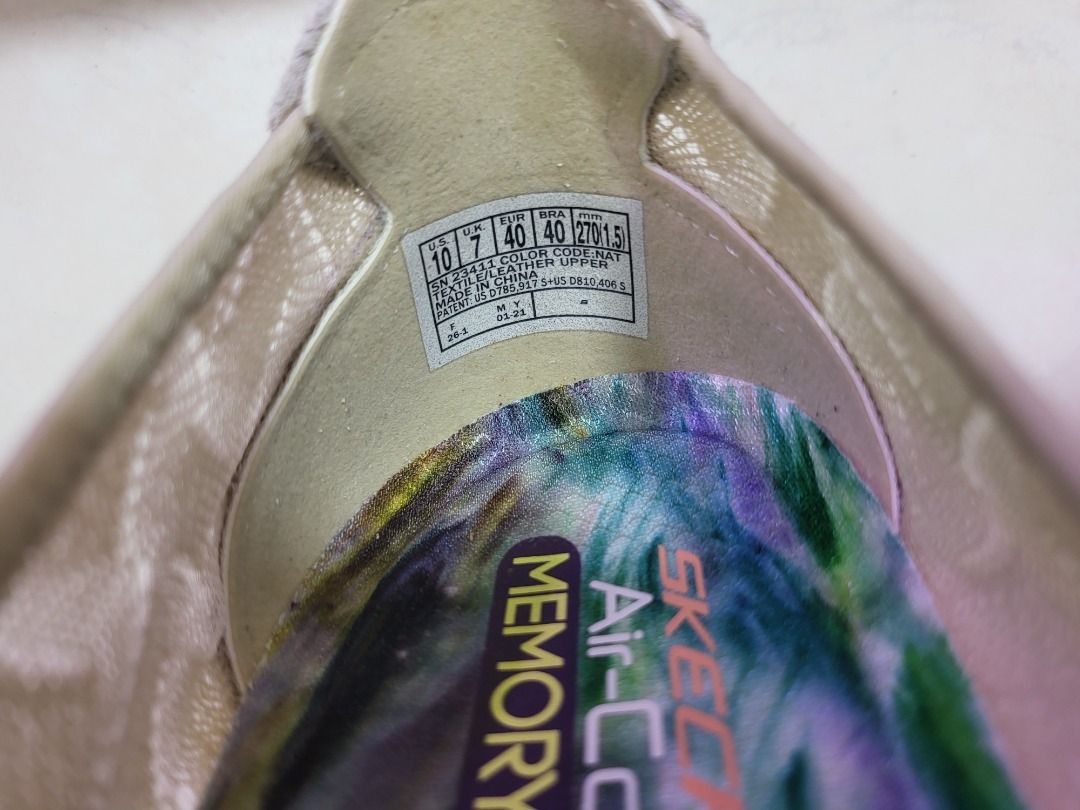 U.S. U.K. EUR BRA mm
10 7 40 40 270(1.5)
SN 23411 COLOR CODE:NAT
TEXTILE/LEATHER UPPER
MADE IN CHINA
PATENT: US D785,917 S+US D810,406 S
F M Y
26-1 01-21
SKECH
Air-Co
MEMORY